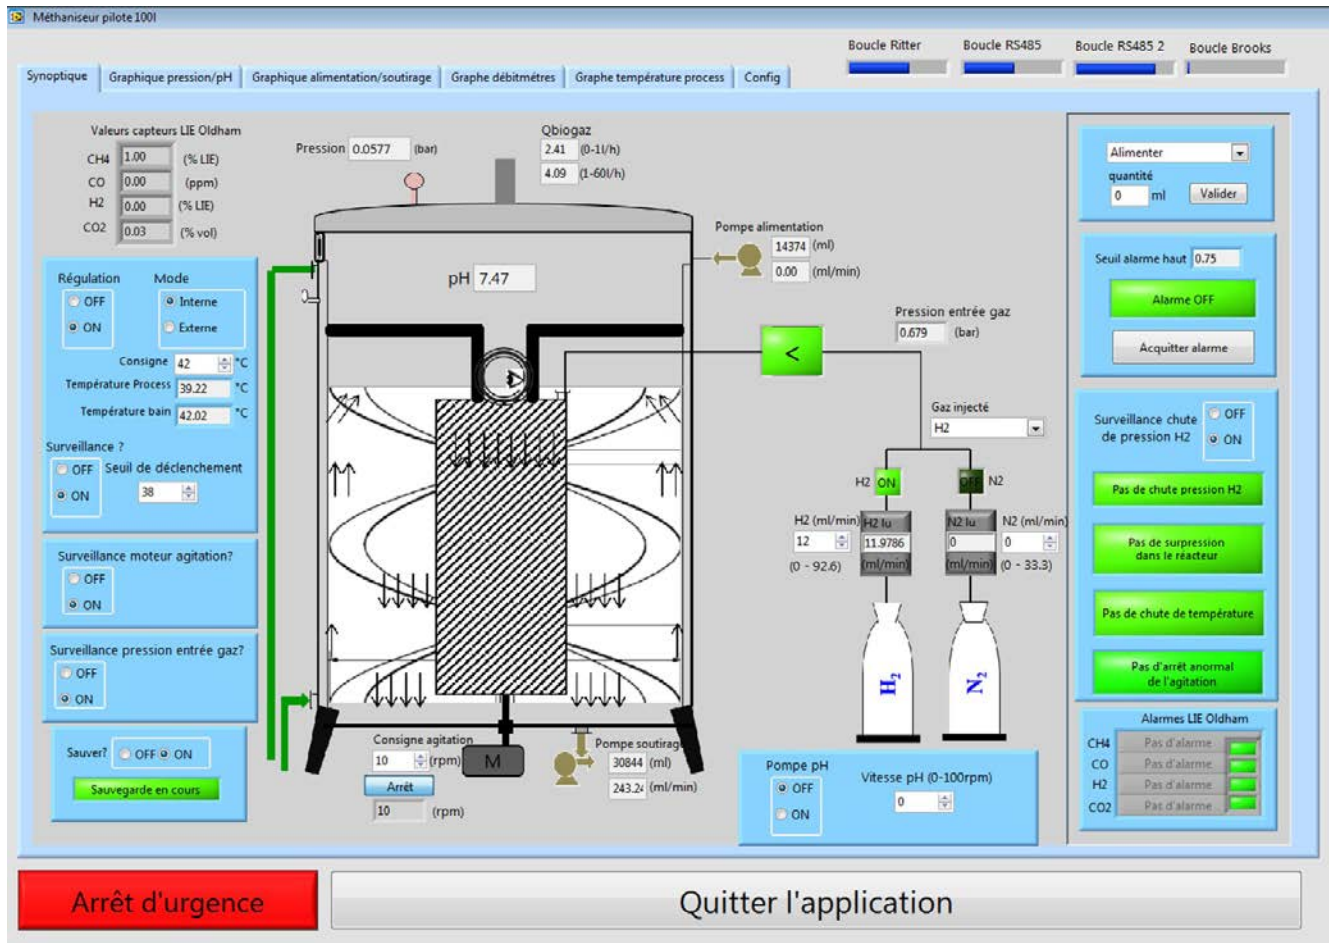 Méthaniseur pilote 100l
Boucle Ritter
Boucle RS485
Boucle RS485 2
Boucle Brooks
Synoptique
Graphique pression/pH
Graphique alimentation/soutirage
Graphe débitmétres
Graphe température process
Config
Valeurs capteurs LIE Oldham
CH4 1.00 (% LIE)
CO 0.00 (ppm)
H2 0.00 (% LIE)
CO2 0.03 (% vol)
Pression 0.0577 (bar)
Qbiogaz
2.41 (0-1l/h)
4.09 (1-60l/h)
Régulation
OFF
ON
Mode
Interne
Externe
Consigne 42 °C
Température Process 39.22 °C
Température bain 42.02 °C
Surveillance ?
OFF
ON
Seuil de déclenchement
38
Surveillance moteur agitation?
OFF
ON
Surveillance pression entrée gaz?
OFF
ON
Sauver? OFF ON
Sauvegarde en cours
pH 7.47
Pompe alimentation
14374 (ml)
0.00 (ml/min)
<
Pression entrée gaz
0.679 (bar)
Gaz injecté
H2
H2 ON
OFF N2
H2 (ml/min)
12
(0 - 92.6)
H2 lu
11.9786
(ml/min)
N2 lu
0
(ml/min)
N2 (ml/min)
0
(0 - 33.3)
H2
N2
Consigne agitation
10 (rpm)
Arrêt
10 (rpm)
M
Pompe soutirage
30844 (ml)
243.24 (ml/min)
Pompe pH
OFF
ON
Vitesse pH (0-100rpm)
0
Alimenter
quantité
0 ml Valider
Seuil alarme haut 0.75
Alarme OFF
Acquitter alarme
Surveillance chute
de pression H2
OFF
ON
Pas de chute pression H2
Pas de surpression
dans le réacteur
Pas de chute de température
Pas d'arrêt anormal
de l'agitation
Alarmes LIE Oldham
CH4 Pas d'alarme
CO Pas d'alarme
H2 Pas d'alarme
CO2 Pas d'alarme
Arrêt d'urgence
Quitter l'application